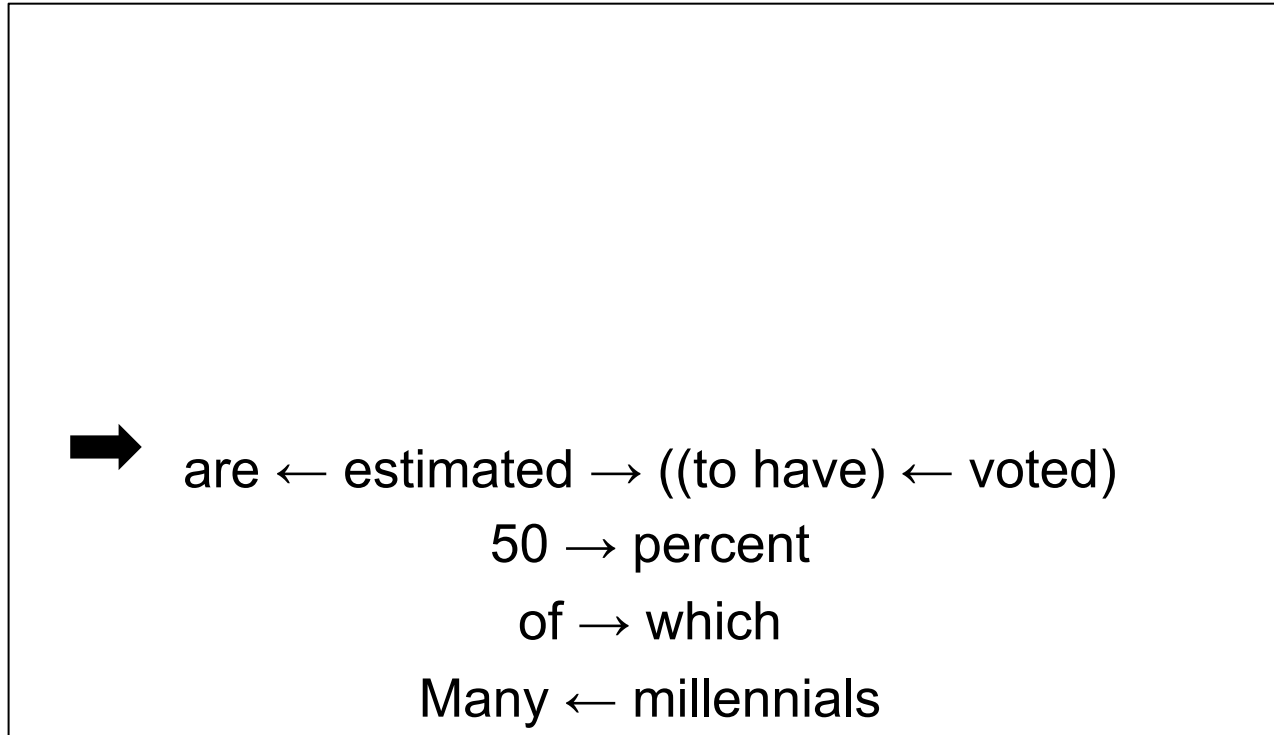 are ← estimated → ((to have) ← voted)
50 → percent
of → which
Many ← millennials